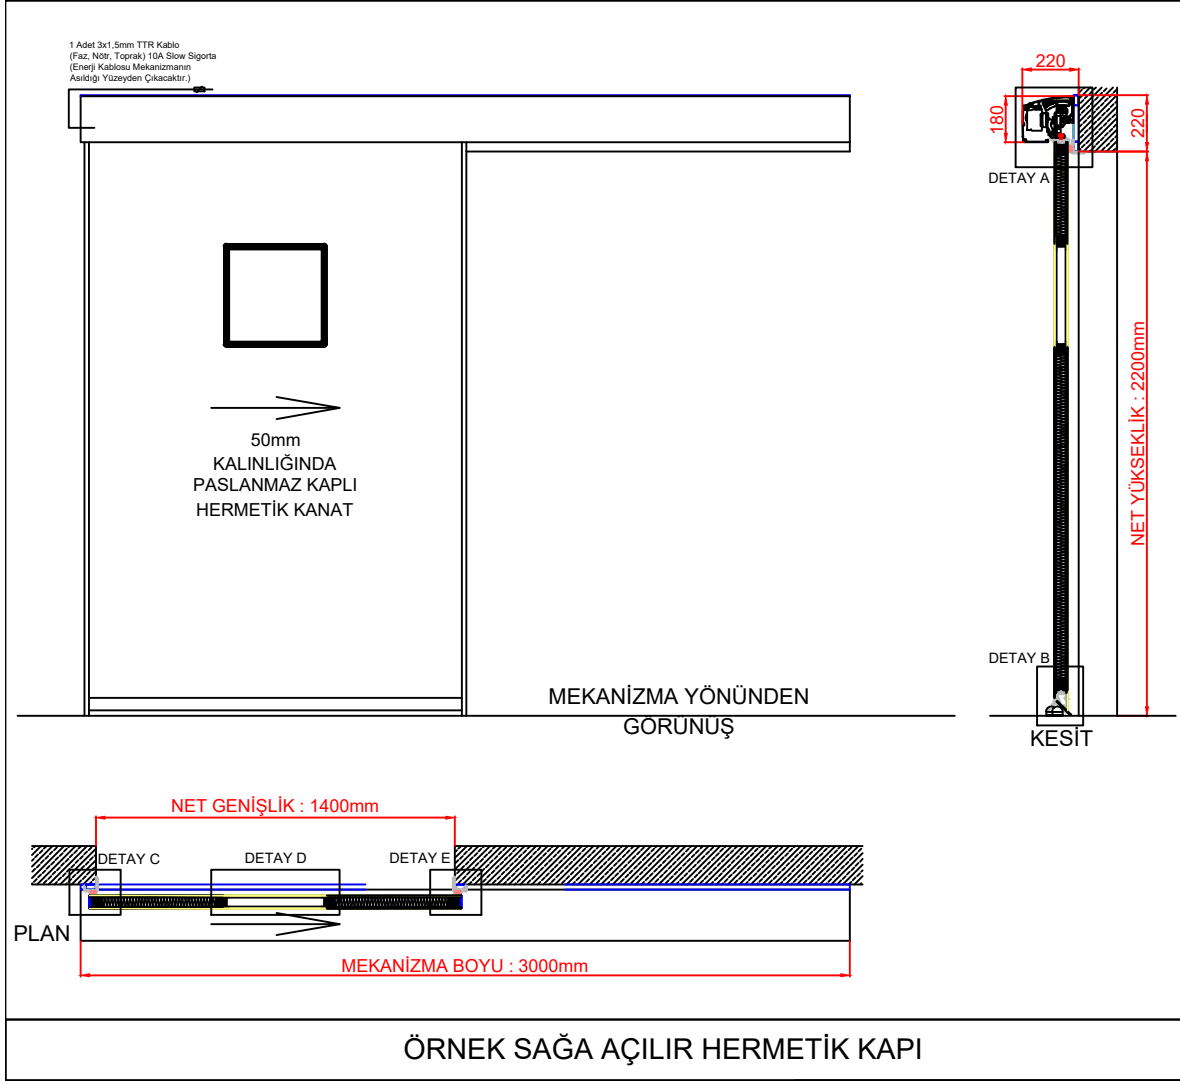 1 Adet 3x1,5mm TTR Kablo
(Faz, Nötr, Toprak) 10A Slow Sigorta
(Enerji Kablosu Mekanizmanın
Asıldığı Yüzeyden Çıkacaktır.)
220
180
220
DETAY A
NET YÜKSEKLİK : 2200mm
50mm
KALINLIĞINDA
PASLANMAZ KAPLI
HERMETİK KANAT
DETAY B
MEKANİZMA YÖNÜNDEN
GÖRÜNÜŞ
KESİT
NET GENİŞLİK : 1400mm
DETAY C
DETAY D
DETAY E
PLAN
MEKANİZMA BOYU : 3000mm
ÖRNEK SAĞA AÇILIR HERMETİK KAPI